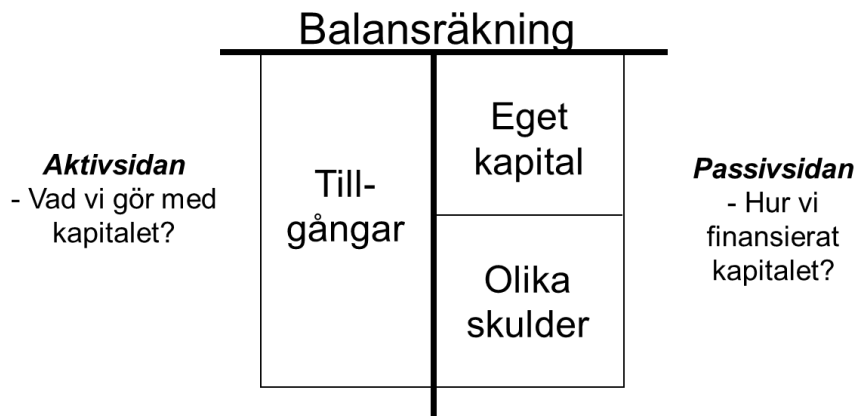 Balansräkning
Aktivsidan
- Vad vi gör med
kapitalet?
Till-
gångar
Eget
kapital
Olika
skulder
Passivsidan
- Hur vi
finansierat
kapitalet?